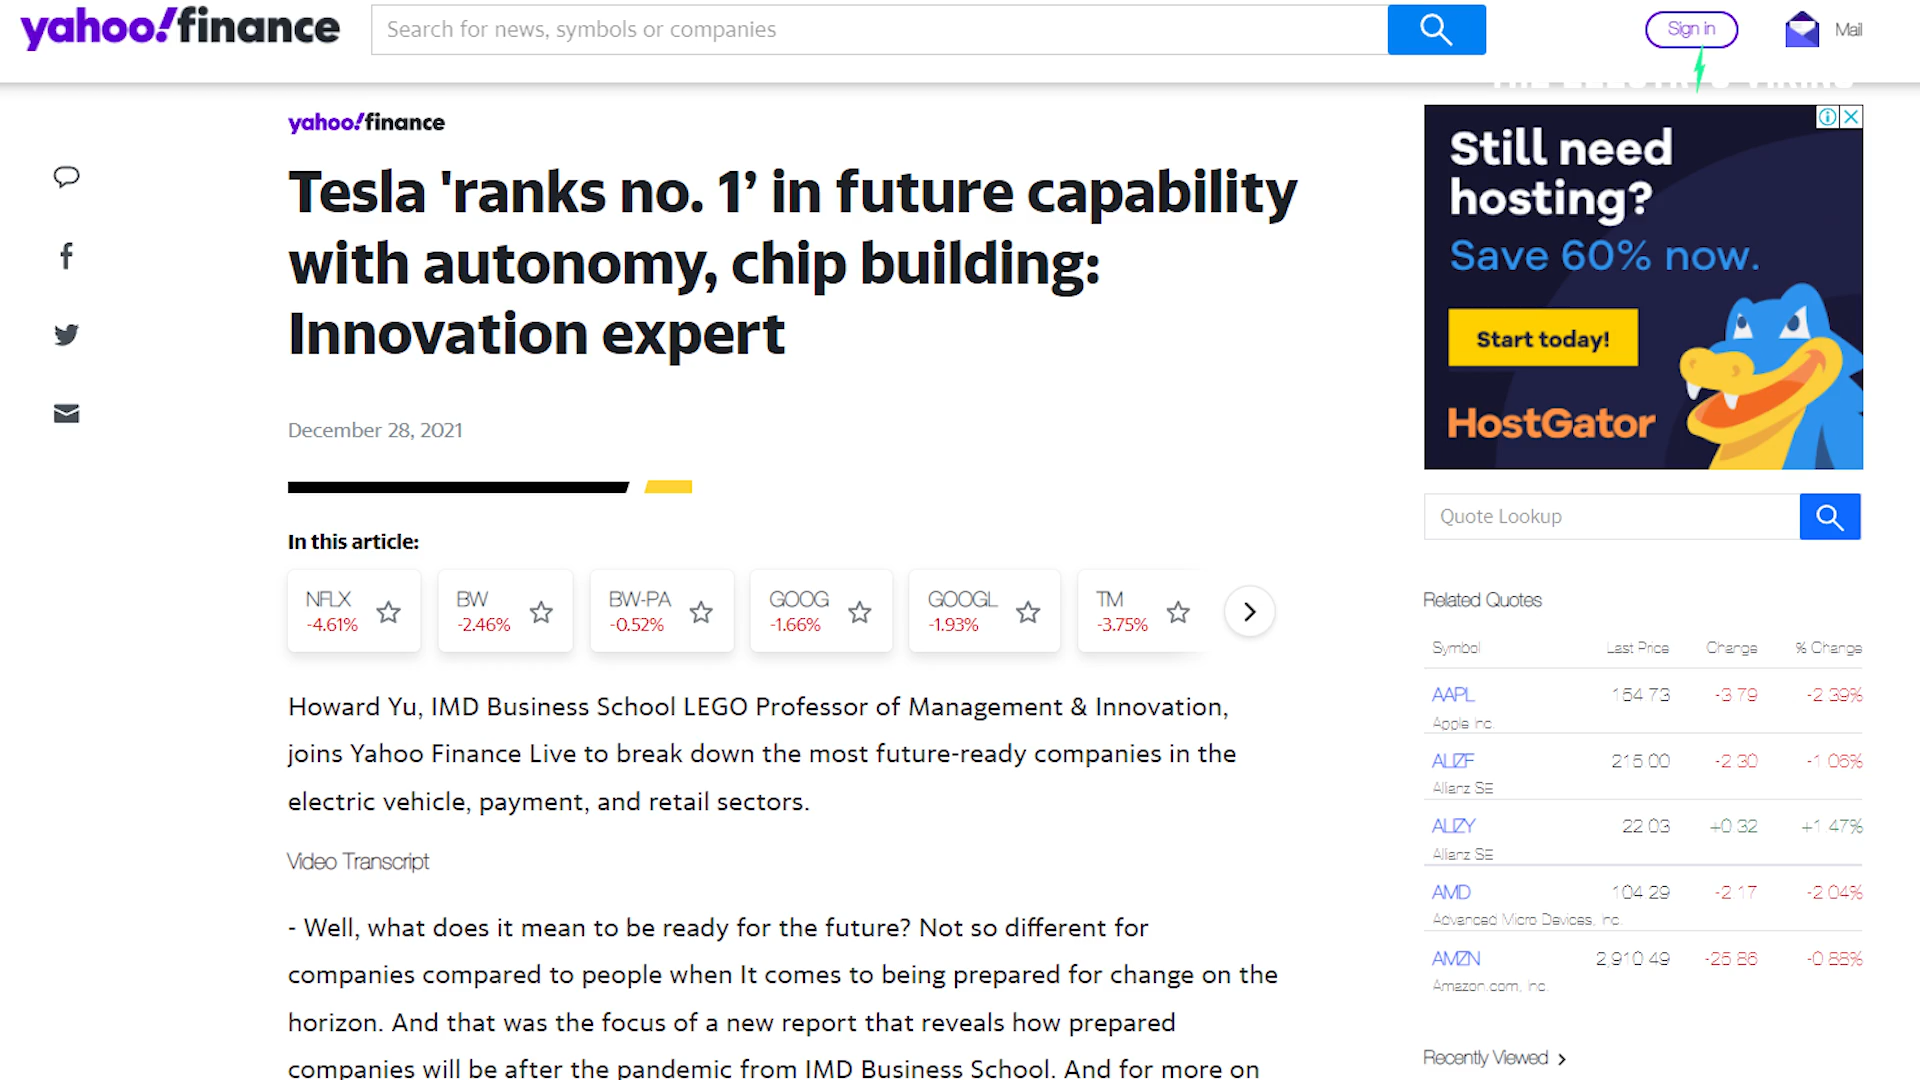 yahoo!finance
Search for news, symbols or companies
Sign in
Mail
yahoo!finance
Tesla 'ranks no. 1’ in future capability
with autonomy, chip building:
Innovation expert
December 28, 2021
In this article:
NFLX
-4.61%
BW
-2.46%
BW-PA
-0.52%
GOOG
-1.66%
GOOGL
-1.93%
TM
-3.75%
Howard Yu, IMD Business School LEGO Professor of Management & Innovation,
joins Yahoo Finance Live to break down the most future-ready companies in the
electric vehicle, payment, and retail sectors.
Video Transcript
- Well, what does it mean to be ready for the future? Not so different for
companies compared to people when It comes to being prepared for change on the
horizon. And that was the focus of a new report that reveals how prepared
companies will be after the pandemic from IMD Business School. And for more on
Still need
hosting?
Save 60% now.
Start today!
HostGator
Quote Lookup
Related Quotes
Symbol Last Price Change % Change
AAPL 154.73 -3.79 -2.39%
Apple Inc.
ALIZF 215.00 -2.30 -1.06%
Allianz SE
ALIZY 22.03 +0.32 +1.47%
Allianz SE
AMD 104.29 -2.17 -2.04%
Advanced Micro Devices, Inc.
AMZN 2,910.49 -25.86 -0.88%
Amazon.com, Inc.
Recently Viewed